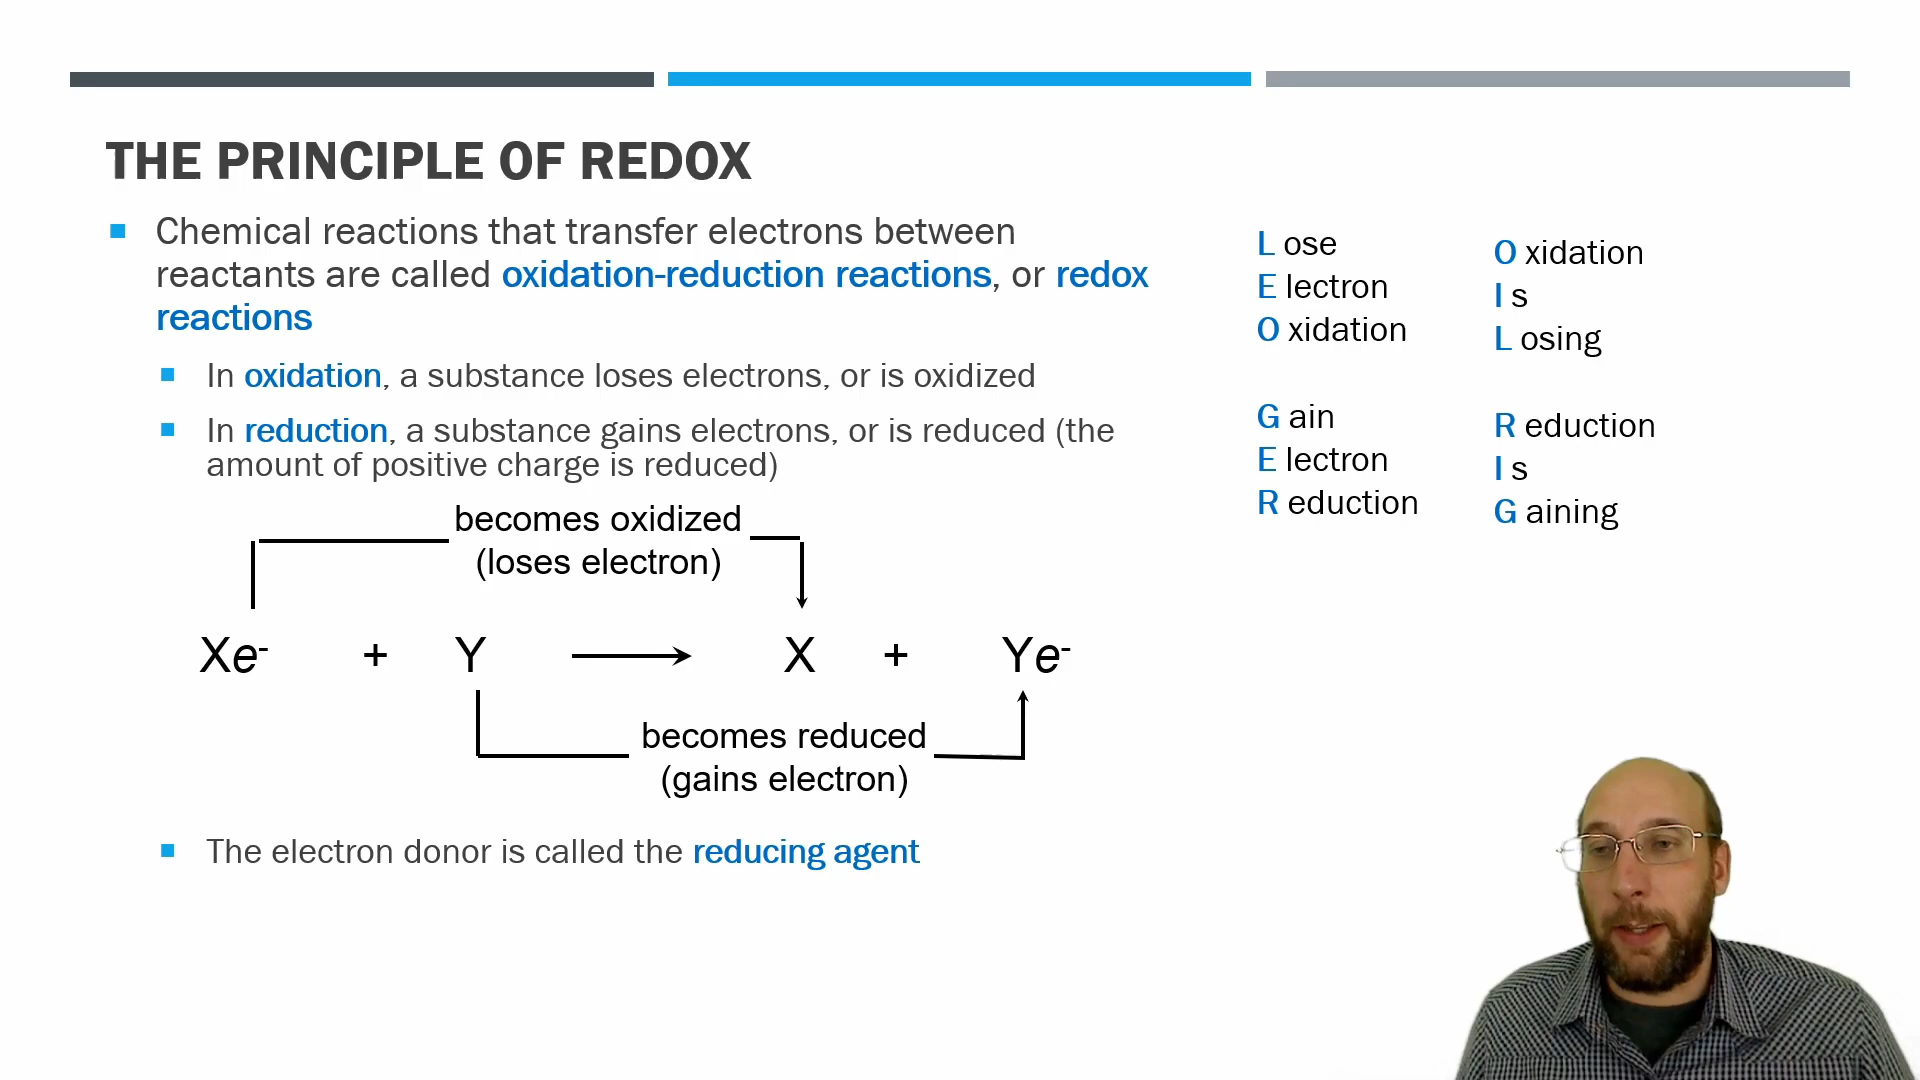 THE PRINCIPLE OF REDOX
Chemical reactions that transfer electrons between
reactants are called oxidation-reduction reactions, or redox
reactions
In oxidation, a substance loses electrons, or is oxidized
In reduction, a substance gains electrons, or is reduced (the
amount of positive charge is reduced)
becomes oxidized
(loses electron)
Xe- + Y → X + Ye-
becomes reduced
(gains electron)
The electron donor is called the reducing agent
L ose
E lectron
O xidation
G ain
E lectron
R eduction
O xidation
I s
L osing
R eduction
I s
G aining